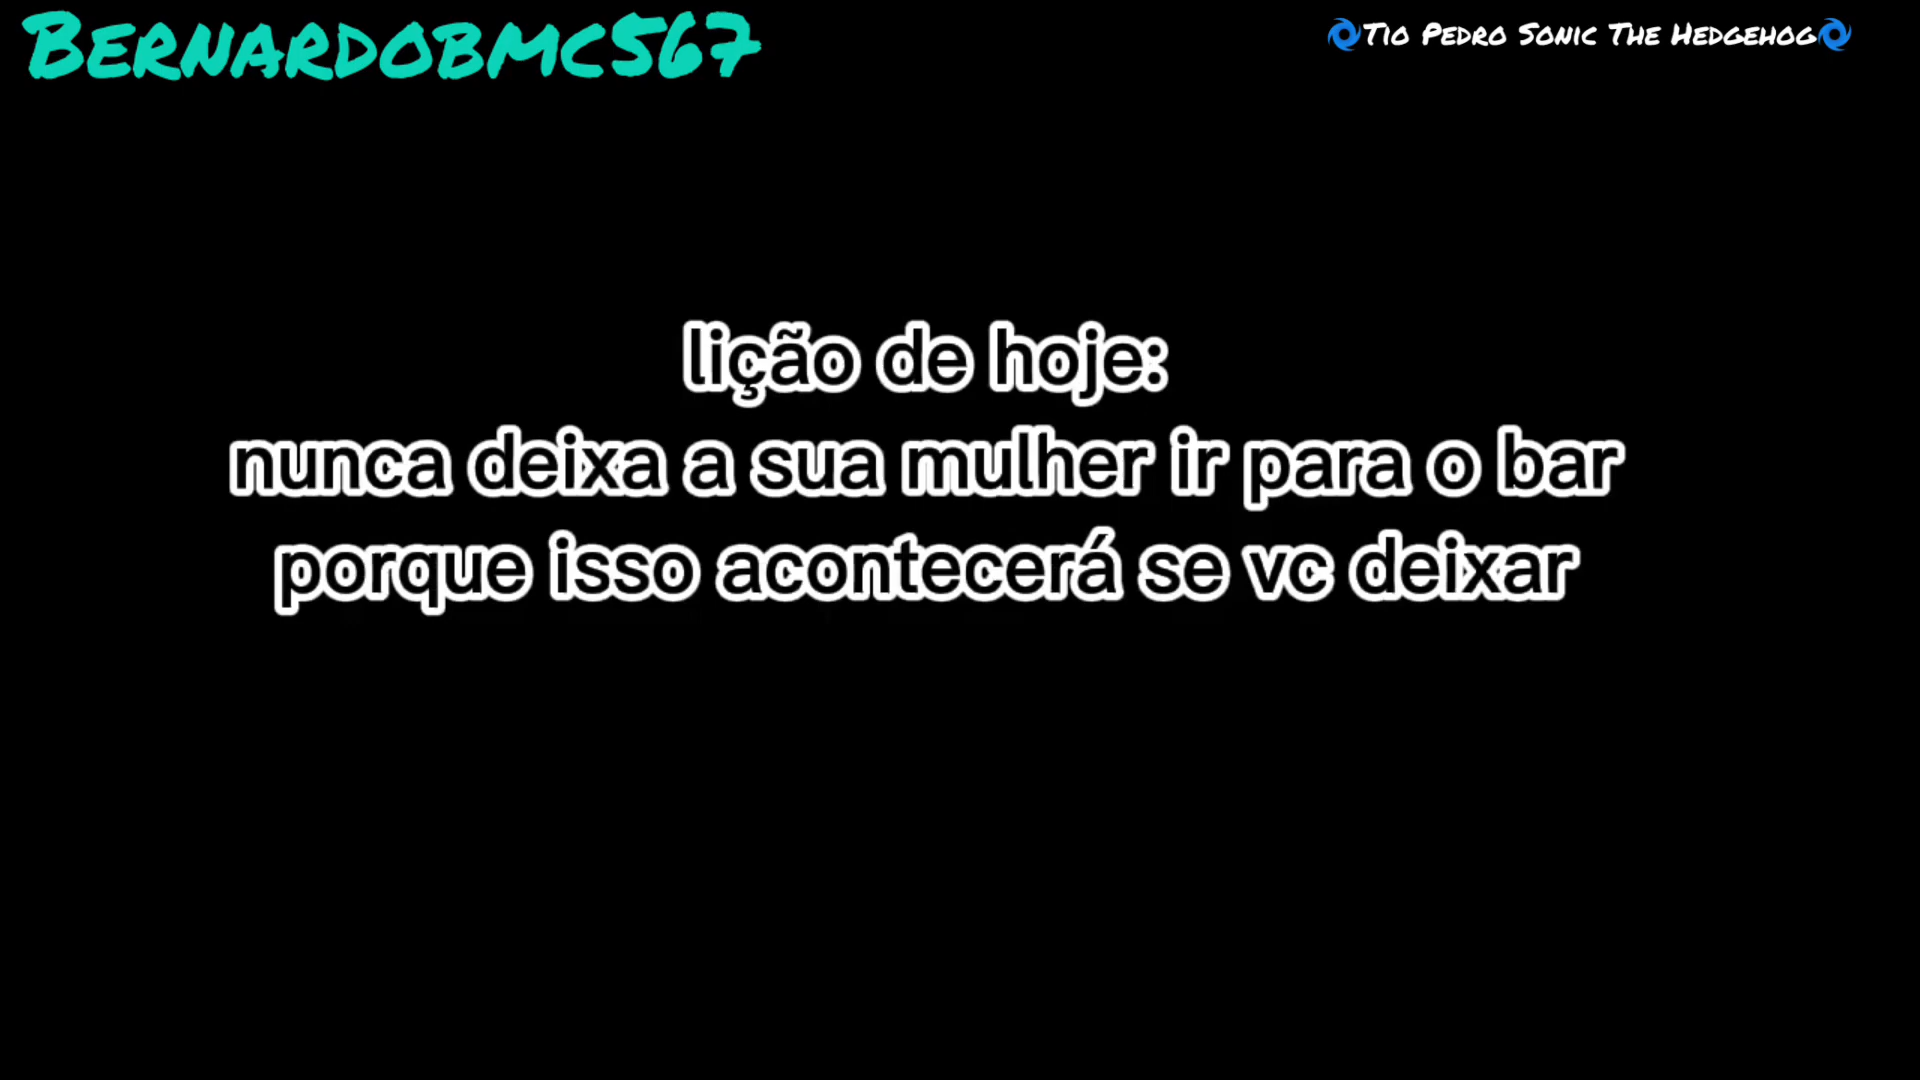 Bernardobmc567
🌀Tio Pedro Sonic The Hedgehog🌀
lição de hoje:
nunca deixa a sua mulher ir para o bar
porque isso acontecerá se vc deixar